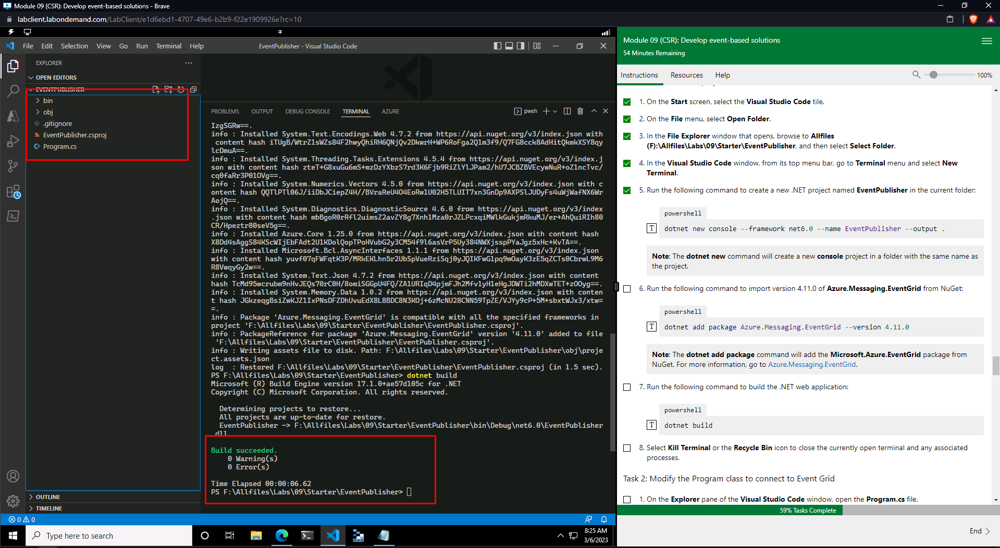 Module 09 (CSR): Develop event-based solutions - Brave
labclient.labondemand.com/LabClient/e1d6ebd1-4707-49e6-b2b9-f22e1909926e?rc=10
File Edit Selection View Go Run Terminal Help
EventPublisher - Visual Studio Code
EXPLORER
OPEN EDITORS
EVENTPUBLISHER
bin
obj
.gitignore
EventPublisher.csproj
Program.cs
OUTLINE
TIMELINE
PROBLEMS OUTPUT DEBUG CONSOLE TERMINAL AZURE
pwsh
IzgSGRw==.
info : Installed System.Text.Encodings.Web 4.7.2 from https://api.nuget.org/v3/index.json with
content hash iTUgB/WtrZ1sWZs84F2hwyQhiRH6QNjQv2DkwrH+WP6RoFga2Q1m3f9/Q7FG8cck8AdHitQkmkXSY8qy
lcDmuA==.
info : Installed System.Threading.Tasks.Extensions 4.5.4 from https://api.nuget.org/v3/index.j
son with content hash zteT+G8xuGu6mS+mzDzYXbzS7rd3K6Fjb9RiZlYlJPam2/hU7JCBZBVEcywNuR+oZ1ncTvc/
cq0faRr3P01OVg==.
info : Installed System.Numerics.Vectors 4.5.0 from https://api.nuget.org/v3/index.json with c
ontent hash QQTlPTl06J/iiDbJCiepZ4H//BVraReU4O4EoRw1U02H5TLUIT7xn3GnDp9AXPSlJUDyFs4uWjWafNX6Wr
AojQ==.
info : Installed System.Diagnostics.DiagnosticSource 4.6.0 from https://api.nuget.org/v3/index
.json with content hash mbBgoR0rRfl2uimsZ2avZY8g7Xnh1Mza0rJZLPcxqiMWlkGukjmRkuMJ/er+AhQuiRIh80
CR/Hpeztr80seV5g==.
info : Installed Azure.Core 1.25.0 from https://api.nuget.org/v3/index.json with content hash
X8Dd4sAggS84KScWIjEbFAdt2U1KDolQopTPoHVubG2y3CM54f9l6asVrP5Uy384NWXjsspPYaJgz5xHc+KvTA==.
info : Installed Microsoft.Bcl.AsyncInterfaces 1.1.1 from https://api.nuget.org/v3/index.json
with content hash yuvf07qFWFqtK3P/MRkEKLhn5r2UbSpVueRziSqj0yJQIKFwG1pq9mOayK3zE5qZCTs0CbrwL9M6
R8VwqyGy2w==.
info : Installed System.Text.Json 4.7.2 from https://api.nuget.org/v3/index.json with content
hash TcMd95wcrubm9nHvJEQs70rC0H/8omiSGGpU4FQ/ZA1URIqD4pjmFJh2Mfv1yH1eHgJDWTi2hMDXwTET+zOOyg==.
info : Installed System.Memory.Data 1.0.2 from https://api.nuget.org/v3/index.json with conten
t hash JGkzeqgBsiZwKJZ1IxPNsDFZDhUvuEdX8L8BDC8N3KOj+6zMcNU28CNN59TpZE/VJYy9cP+5M+sbxtWJx3/xtw=
=.
info : Package 'Azure.Messaging.EventGrid' is compatible with all the specified frameworks in
project 'F:\Allfiles\Labs\09\Starter\EventPublisher\EventPublisher.csproj'.
info : PackageReference for package 'Azure.Messaging.EventGrid' version '4.11.0' added to file
'F:\Allfiles\Labs\09\Starter\EventPublisher\EventPublisher.csproj'.
info : Writing assets file to disk. Path: F:\Allfiles\Labs\09\Starter\EventPublisher\obj\proje
ct.assets.json
log  : Restored F:\Allfiles\Labs\09\Starter\EventPublisher\EventPublisher.csproj (in 1.5 sec).
PS F:\Allfiles\Labs\09\Starter\EventPublisher> dotnet build
Microsoft (R) Build Engine version 17.1.0+ae57d105c for .NET
Copyright (C) Microsoft Corporation. All rights reserved.
Determining projects to restore...
All projects are up-to-date for restore.
EventPublisher -> F:\Allfiles\Labs\09\Starter\EventPublisher\bin\Debug\net6.0\EventPublisher
.dll
Build succeeded.
0 Warning(s)
0 Error(s)
Time Elapsed 00:00:06.62
PS F:\Allfiles\Labs\09\Starter\EventPublisher>
0 0
Type here to search
8:25 AM
3/6/2023
Module 09 (CSR): Develop event-based solutions
54 Minutes Remaining
Instructions Resources Help
100%
1. On the Start screen, select the Visual Studio Code tile.
2. On the File menu, select Open Folder.
3. In the File Explorer window that opens, browse to Allfiles
(F):\Allfiles\Labs\09\Starter\EventPublisher, and then select Select Folder.
4. In the Visual Studio Code window, from its top menu bar, go to Terminal menu and select New
Terminal.
5. Run the following command to create a new .NET project named EventPublisher in the current folder:
powershell
T dotnet new console --framework net6.0 --name EventPublisher --output .
Note: The dotnet new command will create a new console project in a folder with the same name as
the project.
6. Run the following command to import version 4.11.0 of Azure.Messaging.EventGrid from NuGet:
powershell
T dotnet add package Azure.Messaging.EventGrid --version 4.11.0
Note: The dotnet add package command will add the Microsoft.Azure.EventGrid package from
NuGet. For more information, go to Azure.Messaging.EventGrid.
7. Run the following command to build the .NET web application:
powershell
T dotnet build
8. Select Kill Terminal or the Recycle Bin icon to close the currently open terminal and any associated
processes.
Task 2: Modify the Program class to connect to Event Grid
1. On the Explorer pane of the Visual Studio Code window, open the Program.cs file.
59% Tasks Complete
End